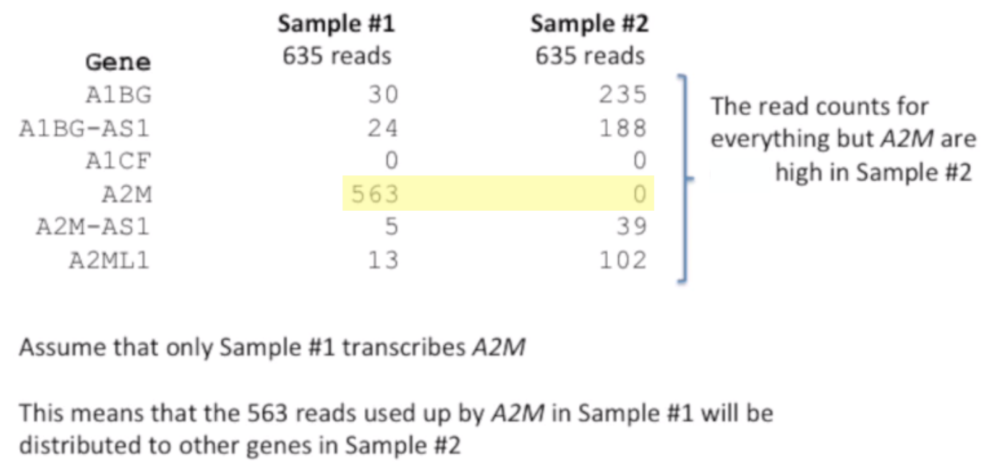 Sample #1 Sample #2
635 reads 635 reads
Gene
A1BG 30 235
A1BG-AS1 24 188
A1CF 0 0
A2M 563 0
A2M-AS1 5 39
A2ML1 13 102
The read counts for
everything but A2M are
high in Sample #2
Assume that only Sample #1 transcribes A2M
This means that the 563 reads used up by A2M in Sample #1 will be
distributed to other genes in Sample #2